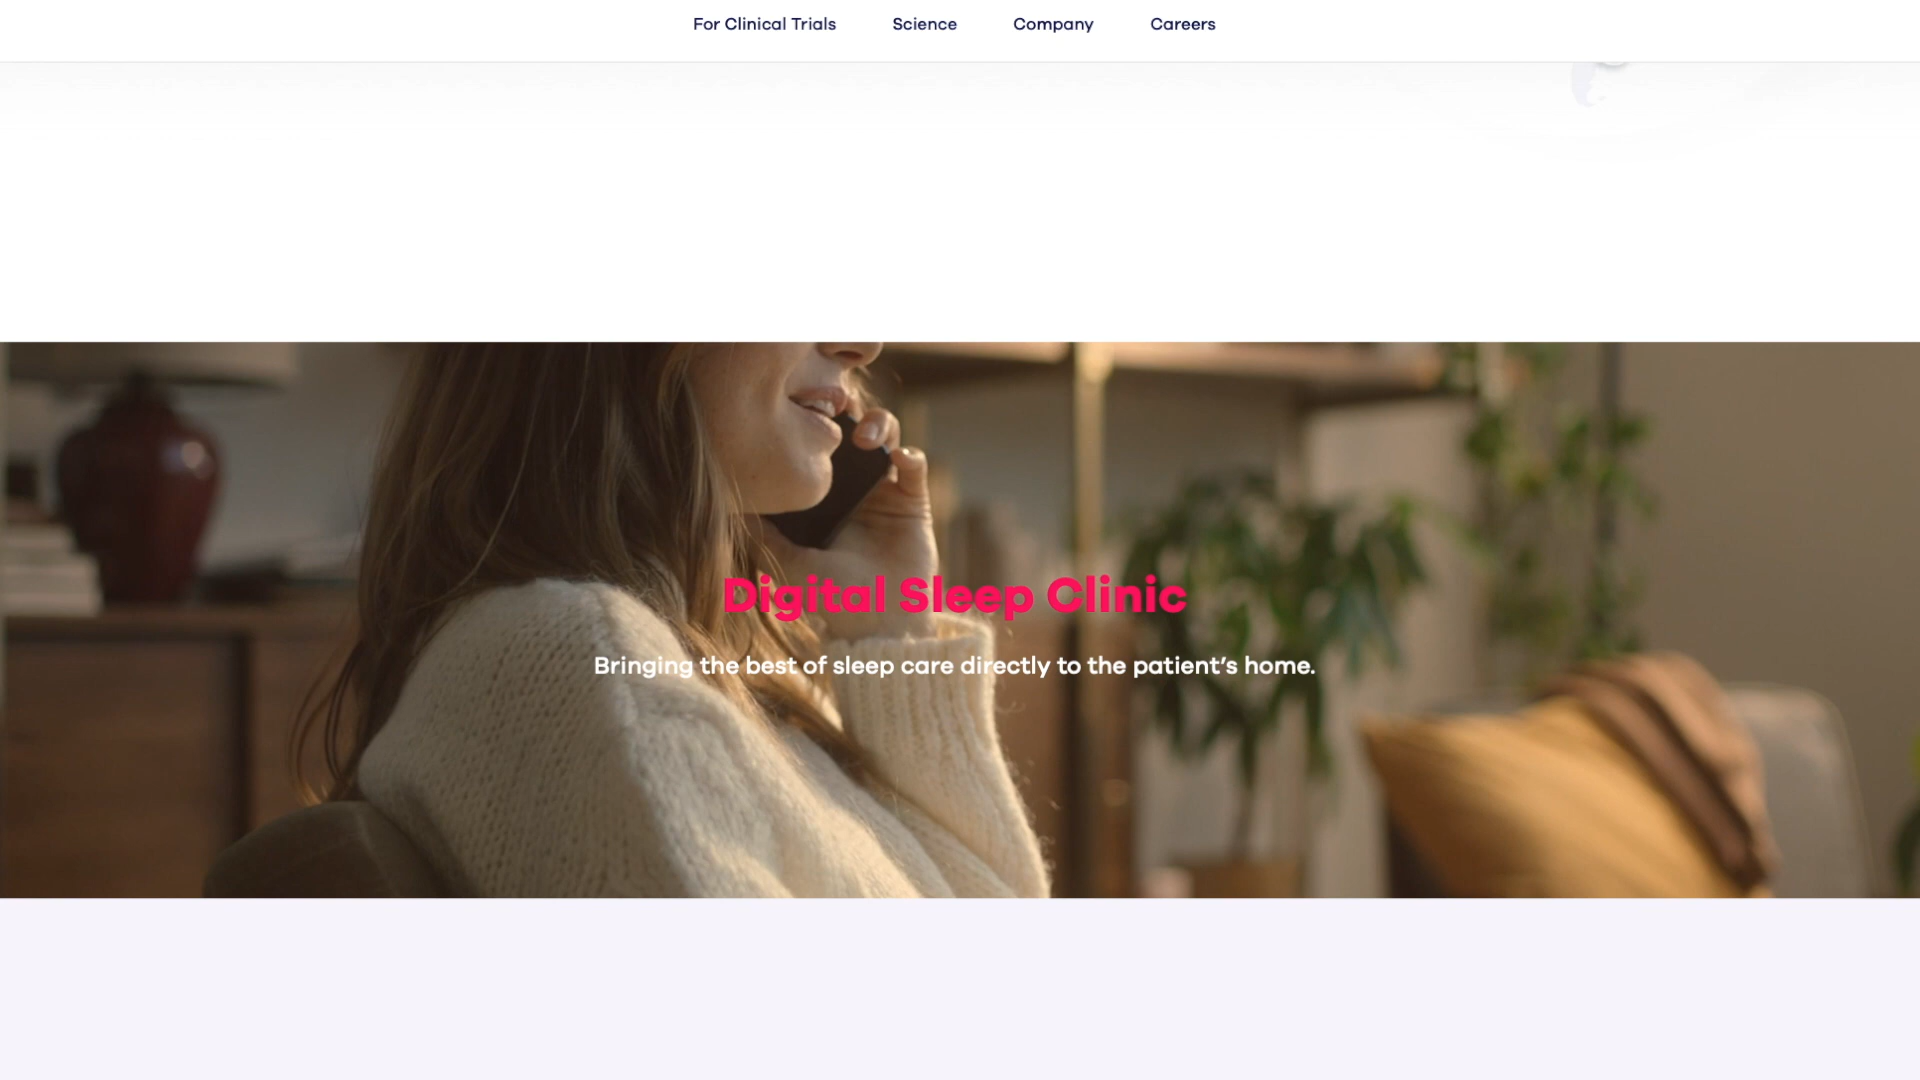 For Clinical Trials Science Company Careers
Digital Sleep Clinic
Bringing the best of sleep care directly to the patient’s home.